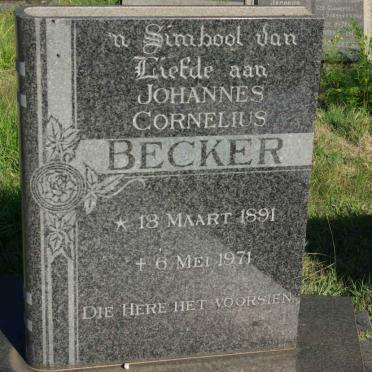 'n Simbool van
Liefde aan
JOHANNES
CORNELIUS
BECKER
* 13 MAART 1891
+ 6 MEI 1971
DIE HERE HET VOORSIEN.